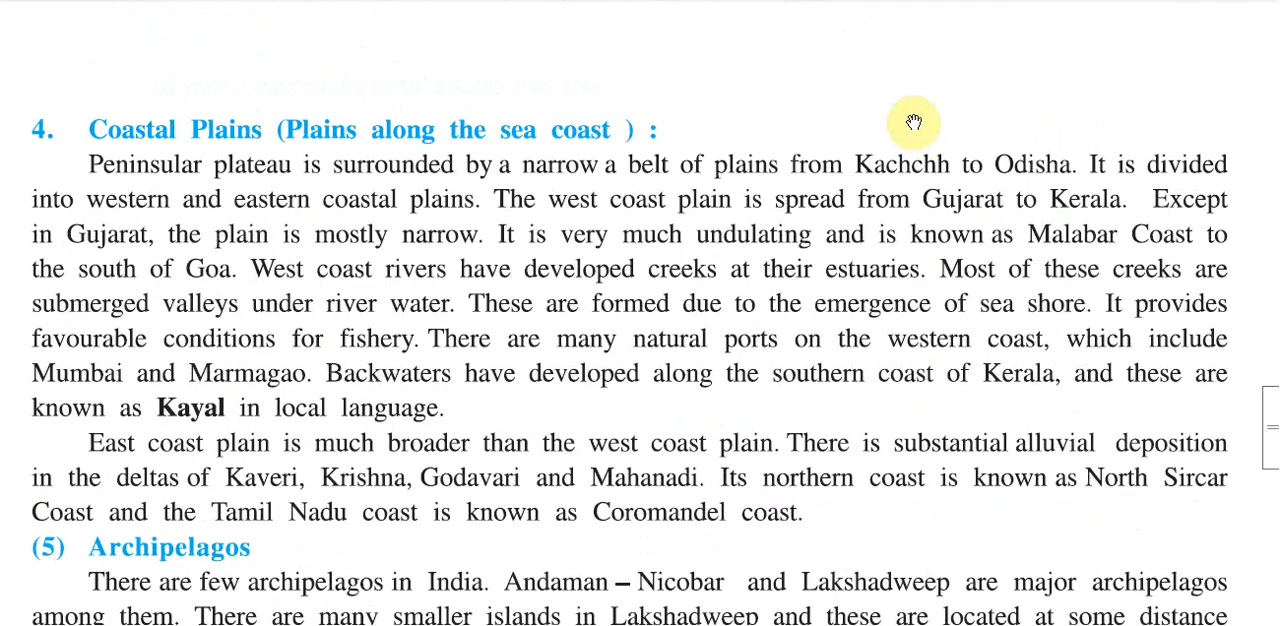 4. Coastal Plains (Plains along the sea coast ) :
Peninsular plateau is surrounded by a narrow a belt of plains from Kachchh to Odisha. It is divided
into western and eastern coastal plains. The west coast plain is spread from Gujarat to Kerala. Except
in Gujarat, the plain is mostly narrow. It is very much undulating and is known as Malabar Coast to
the south of Goa. West coast rivers have developed creeks at their estuaries. Most of these creeks are
submerged valleys under river water. These are formed due to the emergence of sea shore. It provides
favourable conditions for fishery. There are many natural ports on the western coast, which include
Mumbai and Marmagao. Backwaters have developed along the southern coast of Kerala, and these are
known as Kayal in local language.
East coast plain is much broader than the west coast plain. There is substantial alluvial deposition
in the deltas of Kaveri, Krishna, Godavari and Mahanadi. Its northern coast is known as North Sircar
Coast and the Tamil Nadu coast is known as Coromandel coast.
(5) Archipelagos
There are few archipelagos in India. Andaman – Nicobar and Lakshadweep are major archipelagos
among them. There are many smaller islands in Lakshadweep and these are located at some distance